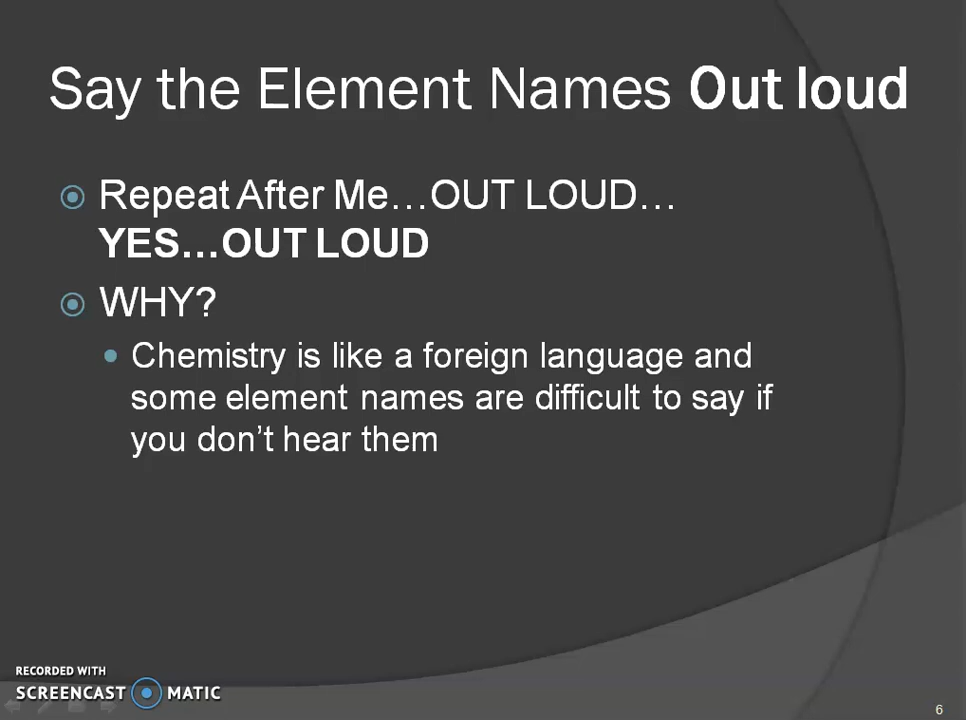 Say the Element Names Out loud
Repeat After Me…OUT LOUD…
YES…OUT LOUD
WHY?
Chemistry is like a foreign language and
some element names are difficult to say if
you don’t hear them
RECORDED WITH
SCREENCAST MATIC
6